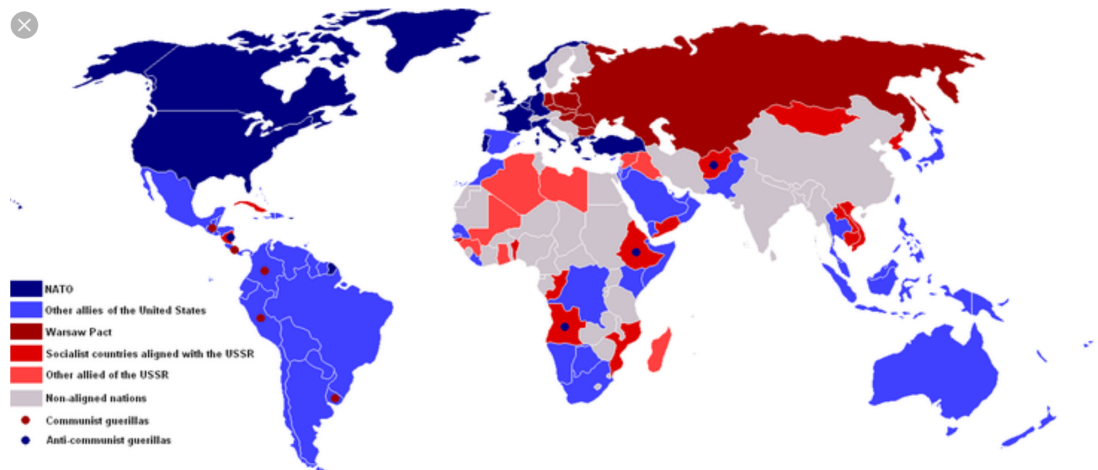 NATO
Other allies of the United States
Warsaw Pact
Socialist countries aligned with the USSR
Other allied of the USSR
Non-aligned nations
Communist guerillas
Anti-communist guerillas